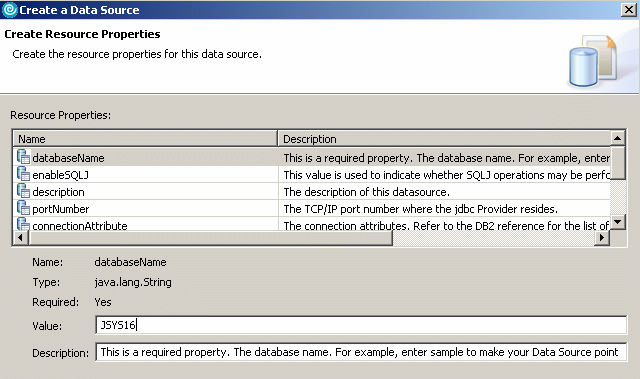 Create a Data Source
Create Resource Properties
Create the resource properties for this data source.
Resource Properties:
Name Description
databaseName This is a required property. The database name. For example, enter
enableSQLJ This value is used to indicate whether SQLJ operations may be perfo
description The description of this datasource.
portNumber The TCP/IP port number where the jdbc Provider resides.
connectionAttribute The connection attributes. Refer to the DB2 reference for the list of
Name: databaseName
Type: java.lang.String
Required: Yes
Value: JSYS16
Description: This is a required property. The database name. For example, enter sample to make your Data Source point